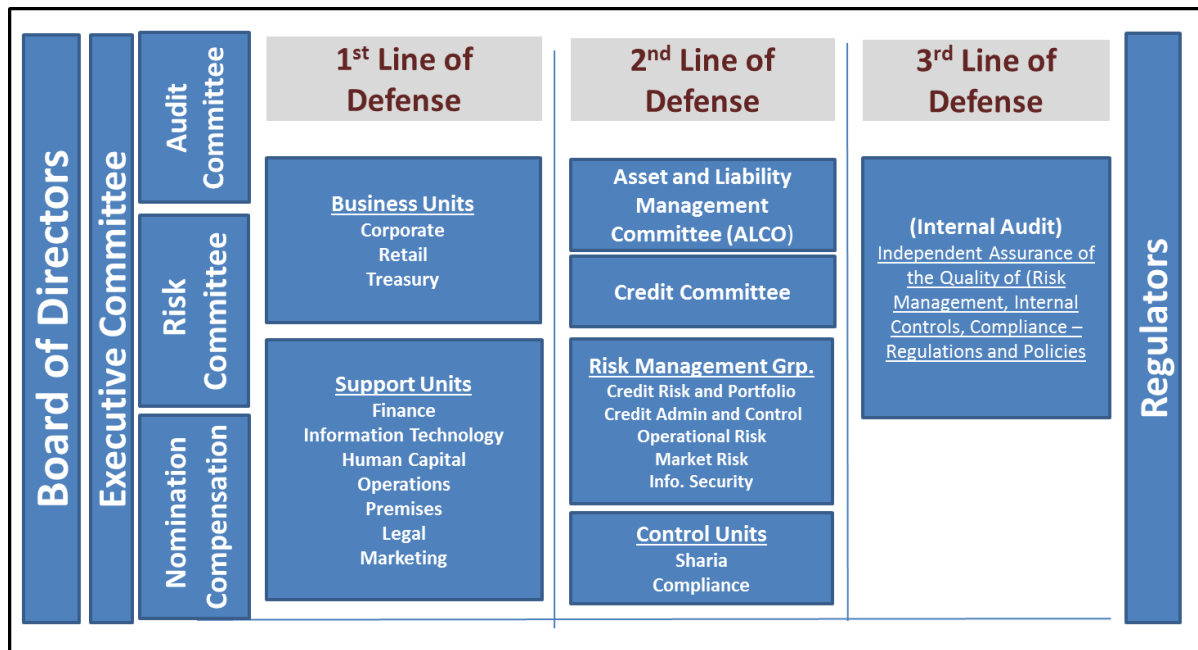 Board of Directors
Executive Committee
Audit
Committee
Risk
Committee
Nomination
Compensation
1st Line of
Defense
Business Units
Corporate
Retail
Treasury
Support Units
Finance
Information Technology
Human Capital
Operations
Premises
Legal
Marketing
2nd Line of
Defense
Asset and Liability
Management
Committee (ALCO)
Credit Committee
Risk Management Grp.
Credit Risk and Portfolio
Credit Admin and Control
Operational Risk
Market Risk
Info. Security
Control Units
Sharia
Compliance
3rd Line of
Defense
(Internal Audit)
Independent Assurance of
the Quality of (Risk
Management, Internal
Controls, Compliance –
Regulations and Policies
Regulators